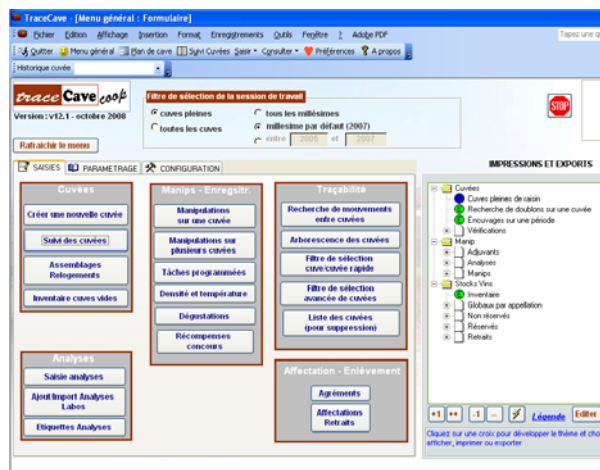 TraceCave - [Menu général : Formulaire]
Fichier Edition Affichage Insertion Format Enregistrements Outils Fenêtre ? Adobe PDF
Tapez une q
Quitter Menu général Plan de cave Suivi Cuvées Saisir Consulter Préférences ? A propos
Historique cuvée
trace Cave coop
Version : v12.1 - octobre 2008
Rafraichir le menu
Filtre de sélection de la session de travail
cuves pleines
toutes les cuves
tous les millésimes
millesime par défaut (2007)
entre 2005 et 2007
STOP
SAISIES PARAMETRAGE CONFIGURATION
Cuvées
Créer une nouvelle cuvée
Suivi des cuvées
Assemblages
Relogements
Inventaire cuves vides
Analyses
Saisie analyses
Ajout/Import Analyses
Labos
Etiquettes Analyses
Manips - Enregsitr.
Manipulations
sur une cuvée
Manipulations sur
plusieurs cuvées
Tâches programmées
Densité et température
Dégustations
Récompenses
concours
Traçabilité
Recherche de mouvements
entre cuvées
Arborescence des cuvées
Filtre de sélection
cuve/cuvée rapide
Filtre de sélection
avancée de cuvées
Liste des cuvées
(pour suppression)
Affectation - Enlèvement
Agréments
Affectations
Retraits
IMPRESSIONS ET EXPORTS
Cuvées
Cuves pleines de raisin
Recherche de doublons sur une cuvée
Encuvages sur une période
Vérifications
Manip
Adjuvants
Analyses
Manips
Stocks Vins
Inventaire
Globaux par appellation
Non réservés
Réservés
Retraits
+1 ++ -1 -- Légende Editer
Cliquez sur une croix pour développer le thème et cho
afficher, imprimer ou exporter